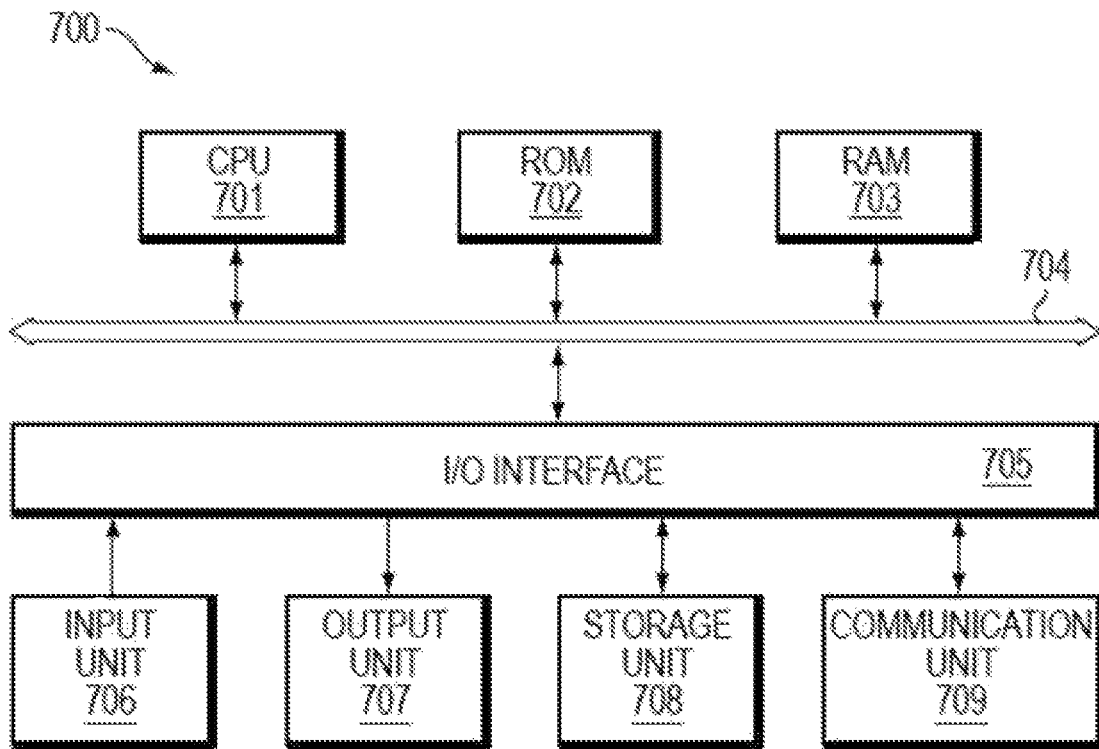 700
CPU
701
ROM
702
RAM
703
704
I/O INTERFACE
705
INPUT
UNIT
706
OUTPUT
UNIT
707
STORAGE
UNIT
708
COMMUNICATION
UNIT
709